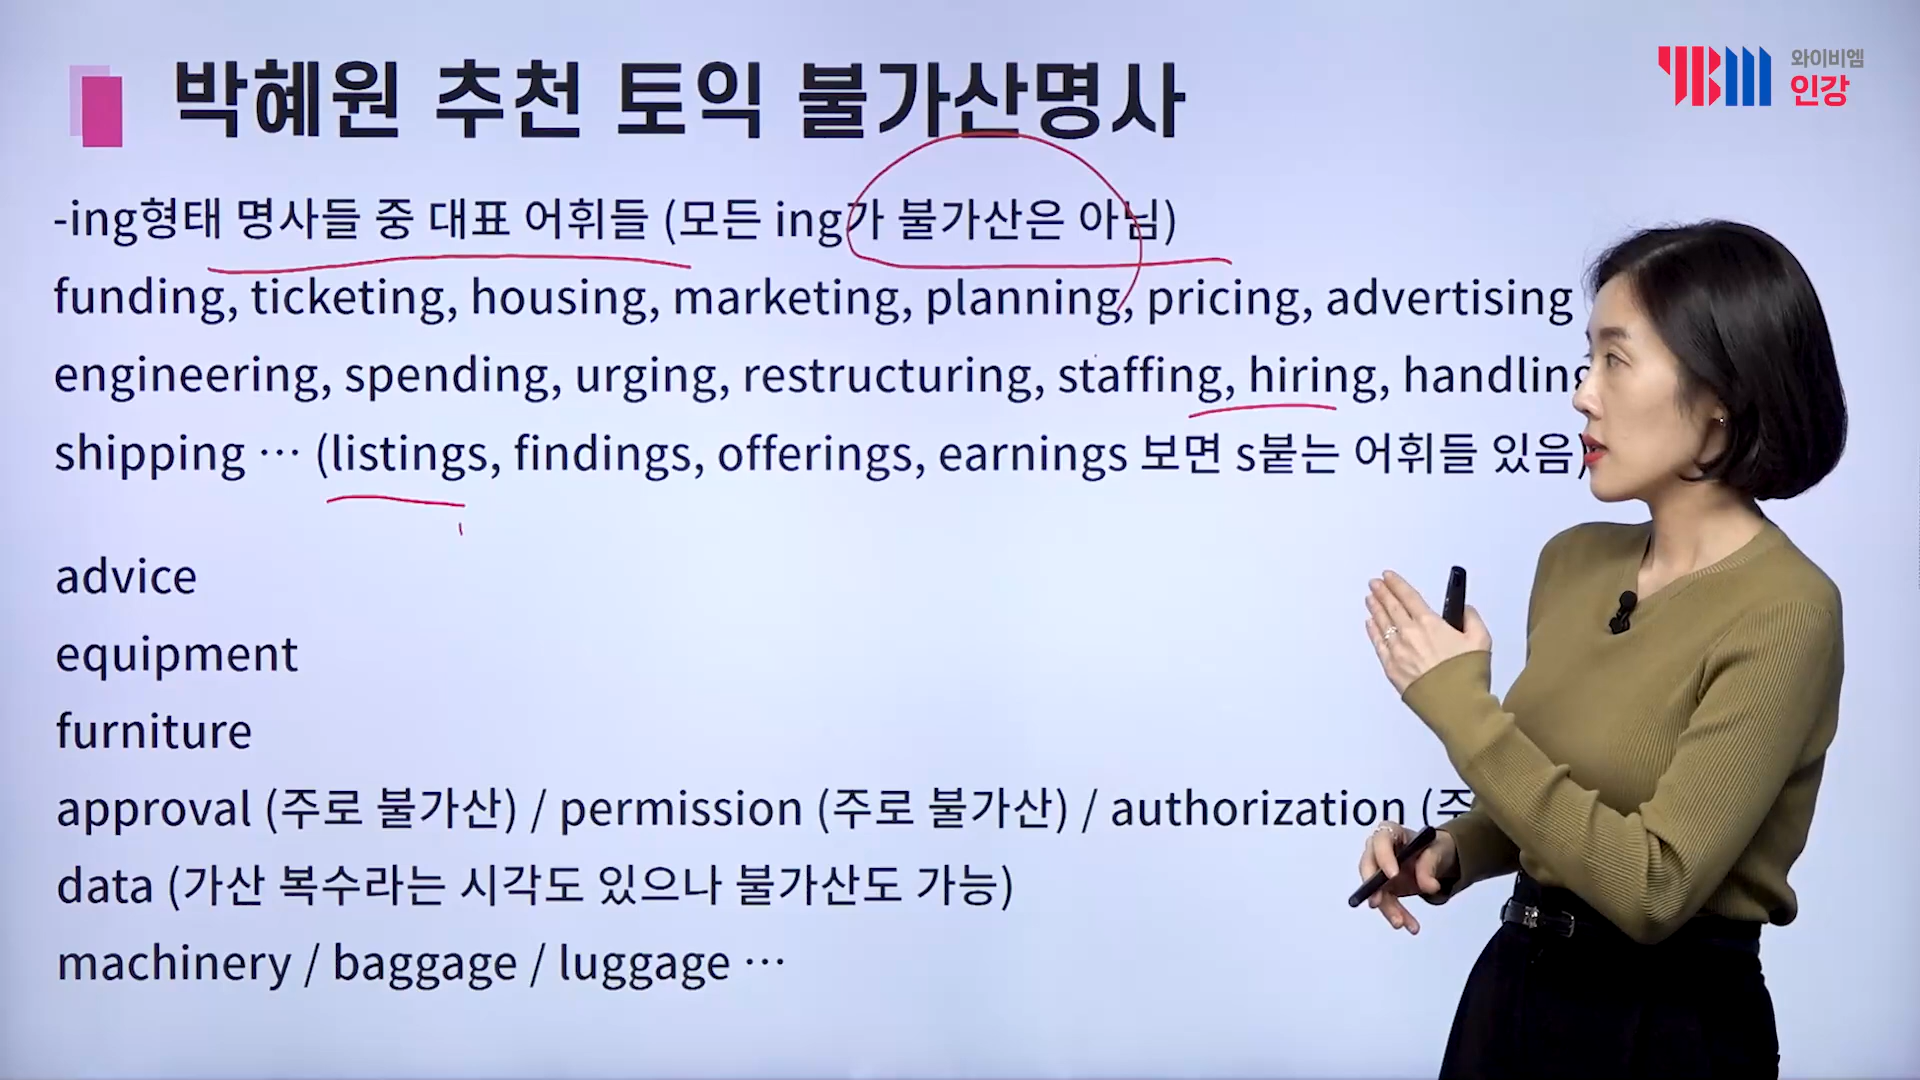 박혜원 추천 토익 불가산명사
YBM 와이비엠 인강
-ing형태 명사들 중 대표 어휘들 (모든 ing가 불가산은 아님)
funding, ticketing, housing, marketing, planning, pricing, advertising
engineering, spending, urging, restructuring, staffing, hiring, handling
shipping … (listings, findings, offerings, earnings 보면 s붙는 어휘들 있음)
advice
equipment
furniture
approval (주로 불가산) / permission (주로 불가산) / authorization (주
data (가산 복수라는 시각도 있으나 불가산도 가능)
machinery / baggage / luggage …